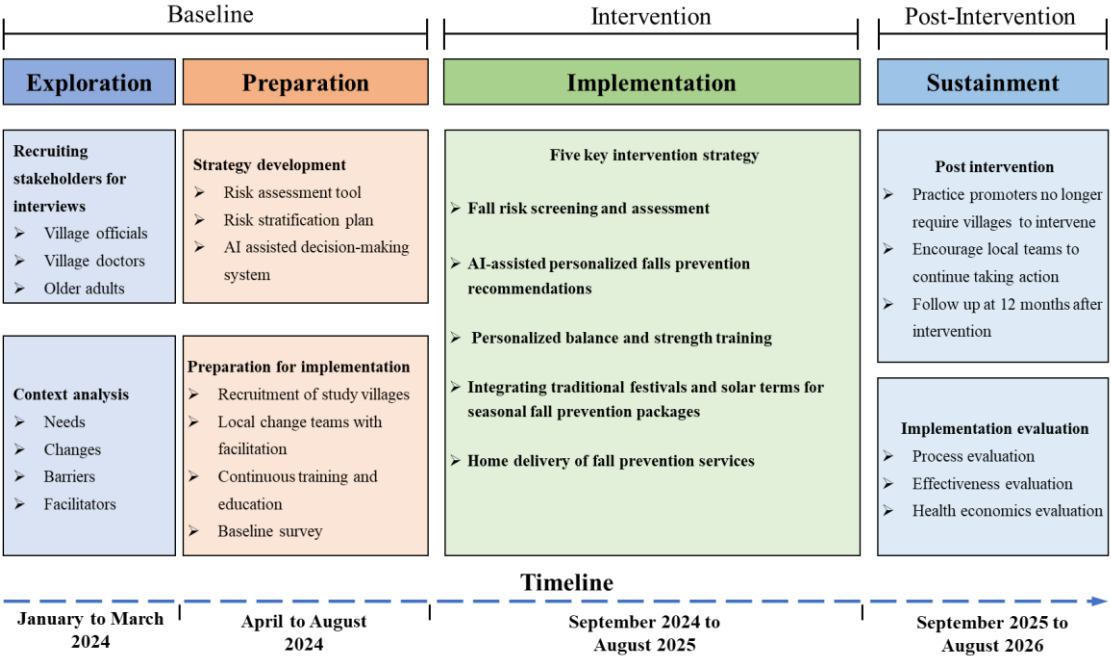 Baseline
Intervention
Post-Intervention
Exploration
Preparation
Implementation
Sustainment
Recruiting
stakeholders for
interviews
➢ Village officials
➢ Village doctors
➢ Older adults
Context analysis
➢ Needs
➢ Changes
➢ Barriers
➢ Facilitators
Strategy development
➢ Risk assessment tool
➢ Risk stratification plan
➢ AI assisted decision-making
system
Preparation for implementation
➢ Recruitment of study villages
➢ Local change teams with
facilitation
➢ Continuous training and
education
➢ Baseline survey
Five key intervention strategy
➢ Fall risk screening and assessment
➢ AI-assisted personalized falls prevention
recommendations
➢ Personalized balance and strength training
➢ Integrating traditional festivals and solar terms for
seasonal fall prevention packages
➢ Home delivery of fall prevention services
Post intervention
➢ Practice promoters no longer
require villages to intervene
➢ Encourage local teams to
continue taking action
➢ Follow up at 12 months after
intervention
Implementation evaluation
➢ Process evaluation
➢ Effectiveness evaluation
➢ Health economics evaluation
Timeline
January to March
2024
April to August
2024
September 2024 to
August 2025
September 2025 to
August 2026